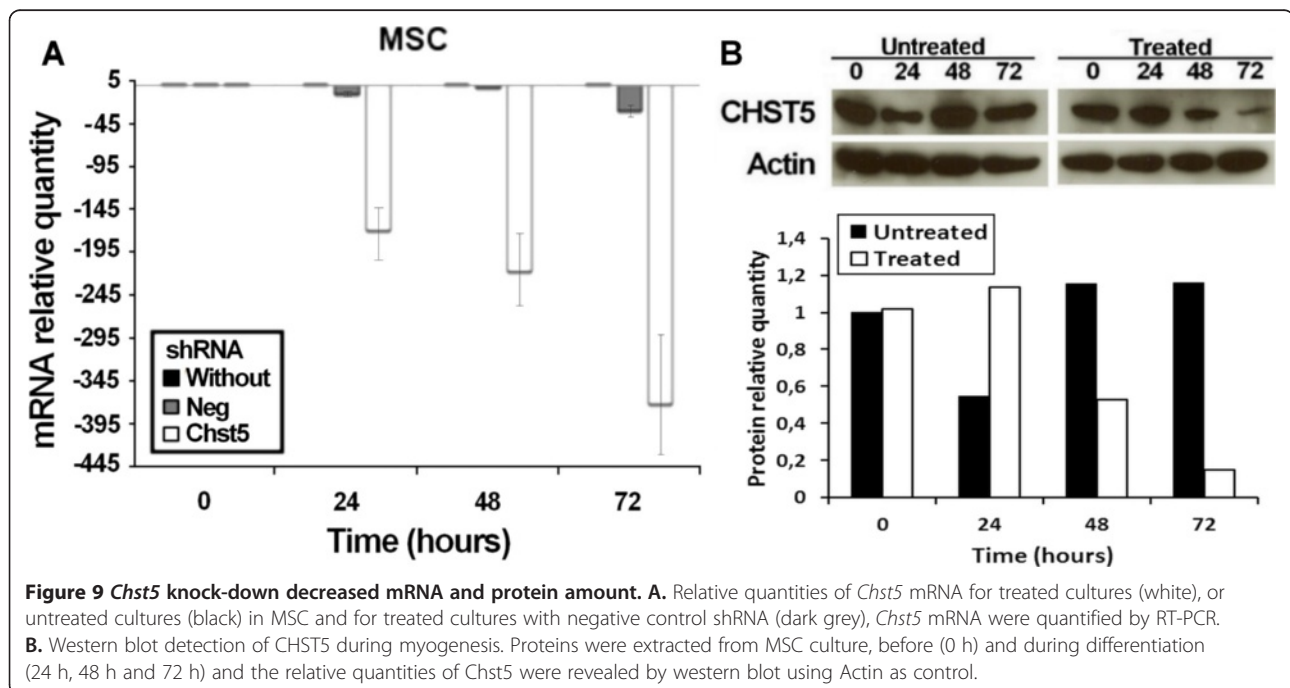 A
MSC
mRNA relative quantity
5
-45
-95
-145
-195
-245
-295
-345
-395
-445
shRNA
Without
Neg
Chst5
0 24 48 72
Time (hours)
B
Untreated Treated
0 24 48 72 0 24 48 72
CHST5
Actin
Protein relative quantity
1,4
1,2
1
0,8
0,6
0,4
0,2
0
Untreated
Treated
0 24 48 72
Time (hours)
Figure 9 Chst5 knock-down decreased mRNA and protein amount. A. Relative quantities of Chst5 mRNA for treated cultures (white), or
untreated cultures (black) in MSC and for treated cultures with negative control shRNA (dark grey), Chst5 mRNA were quantified by RT-PCR.
B. Western blot detection of CHST5 during myogenesis. Proteins were extracted from MSC culture, before (0 h) and during differentiation
(24 h, 48 h and 72 h) and the relative quantities of Chst5 were revealed by western blot using Actin as control.